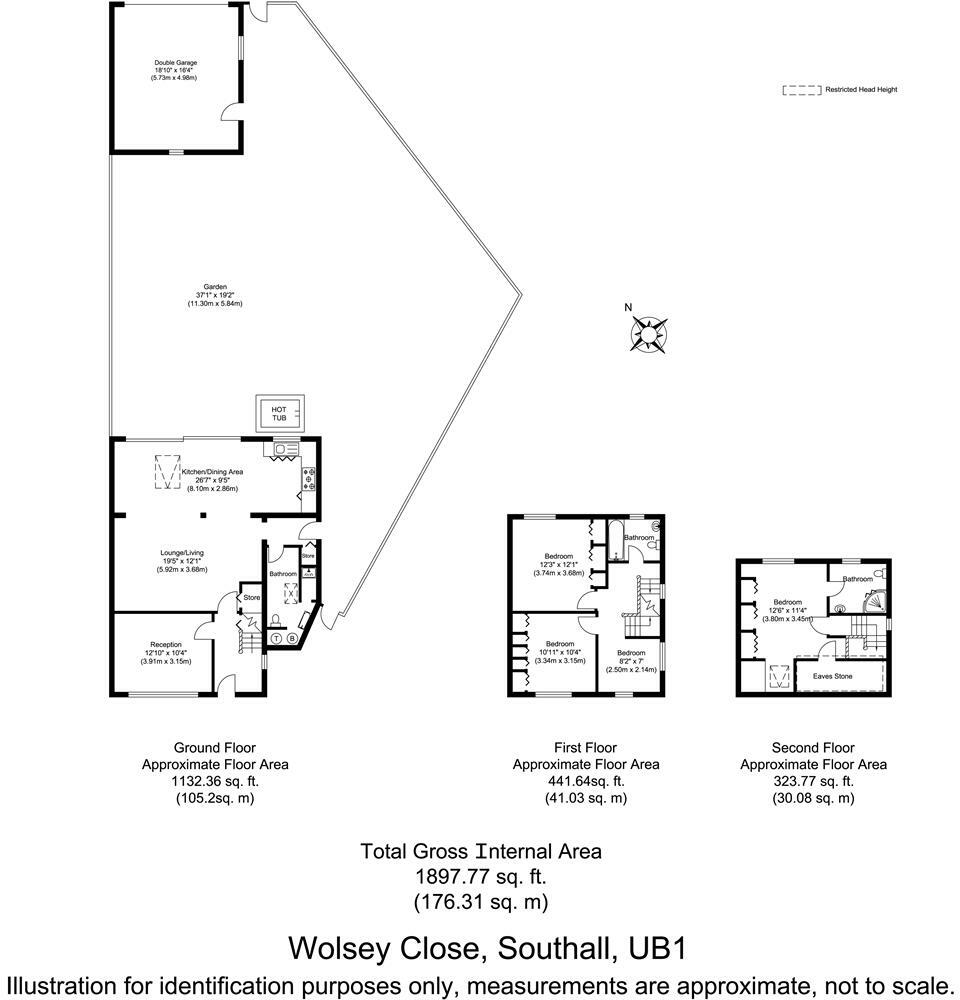 Double Garage
18'10" x 16'4"
(5.73m x 4.98m)
Restricted Head Height
Garden
37'1" x 19'2"
(11.30m x 5.84m)
N
HOT
TUB
Kitchen/Dining Area
26'7" x 9'5"
(8.10m x 2.86m)
Lounge/Living
19'5" x 12'1"
(5.92m x 3.68m)
Store
Bathroom
Store
T
B
Reception
12'10" x 10'4"
(3.91m x 3.15m)
Bedroom
12'3" x 12'1"
(3.74m x 3.68m)
Bathroom
Bedroom
10'11" x 10'4"
(3.34m x 3.15m)
Bedroom
8'2" x 7'
(2.50m x 2.14m)
Bedroom
12'6" x 11'4"
(3.80m x 3.45m)
Bathroom
Eaves Stone
Ground Floor
Approximate Floor Area
1132.36 sq. ft.
(105.2sq. m)
First Floor
Approximate Floor Area
441.64sq. ft.
(41.03 sq. m)
Second Floor
Approximate Floor Area
323.77 sq. ft.
(30.08 sq. m)
Total Gross Internal Area
1897.77 sq. ft.
(176.31 sq. m)
Wolsey Close, Southall, UB1
Illustration for identification purposes only, measurements are approximate, not to scale.